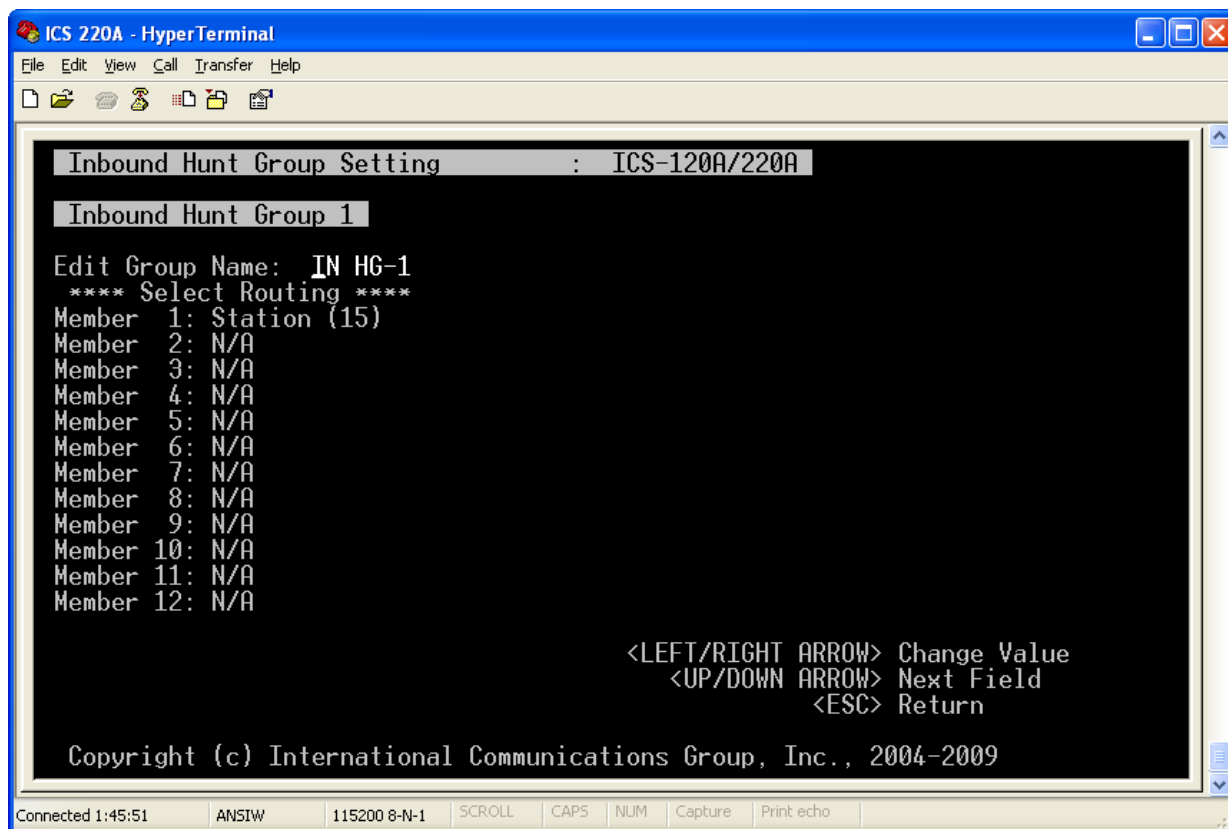 ICS 220A - HyperTerminal
File Edit View Call Transfer Help
Inbound Hunt Group Setting : ICS-120A/220A
Inbound Hunt Group 1
Edit Group Name: IN HG-1
**** Select Routing ****
Member 1: Station (15)
Member 2: N/A
Member 3: N/A
Member 4: N/A
Member 5: N/A
Member 6: N/A
Member 7: N/A
Member 8: N/A
Member 9: N/A
Member 10: N/A
Member 11: N/A
Member 12: N/A
<LEFT/RIGHT ARROW> Change Value
<UP/DOWN ARROW> Next Field
<ESC> Return
Copyright (c) International Communications Group, Inc., 2004-2009
Connected 1:45:51 ANSIW 115200 8-N-1 SCROLL CAPS NUM Capture Print echo